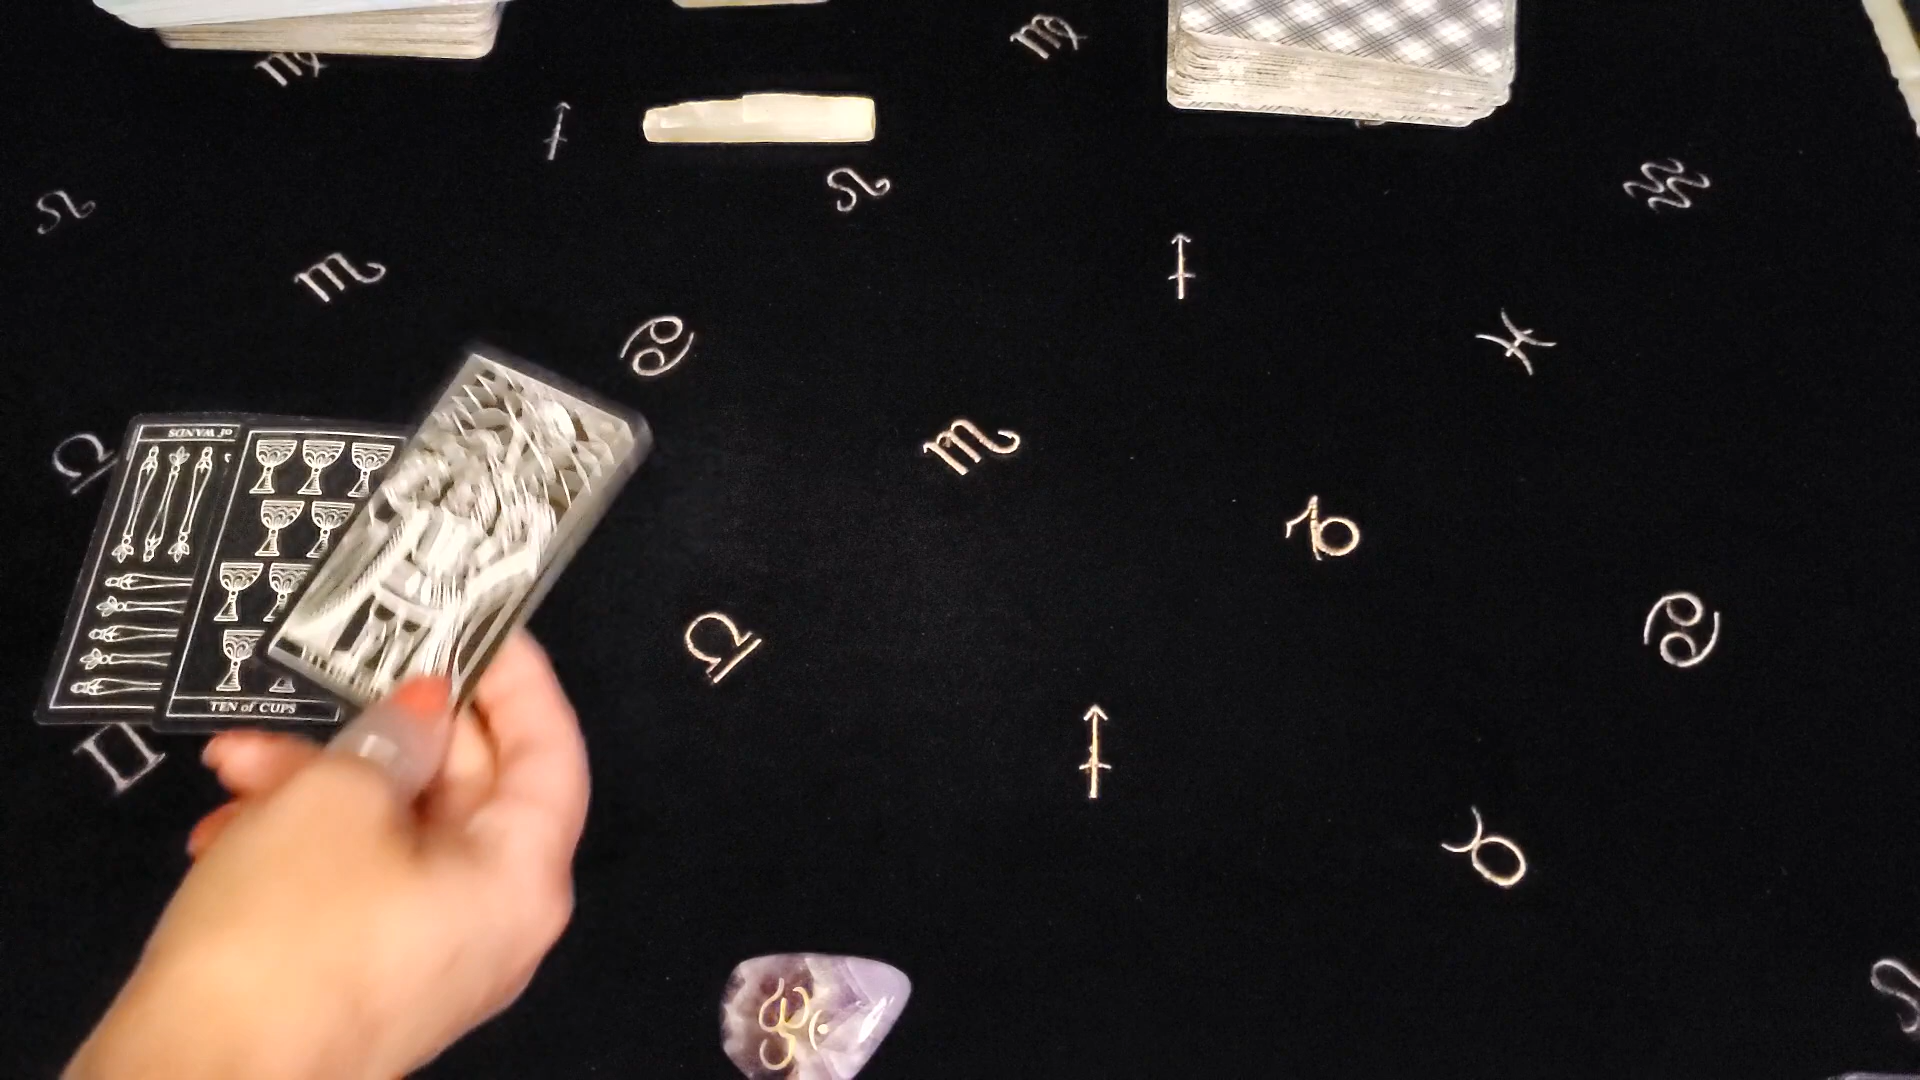 of WANDS
TEN of CUPS
ॐ